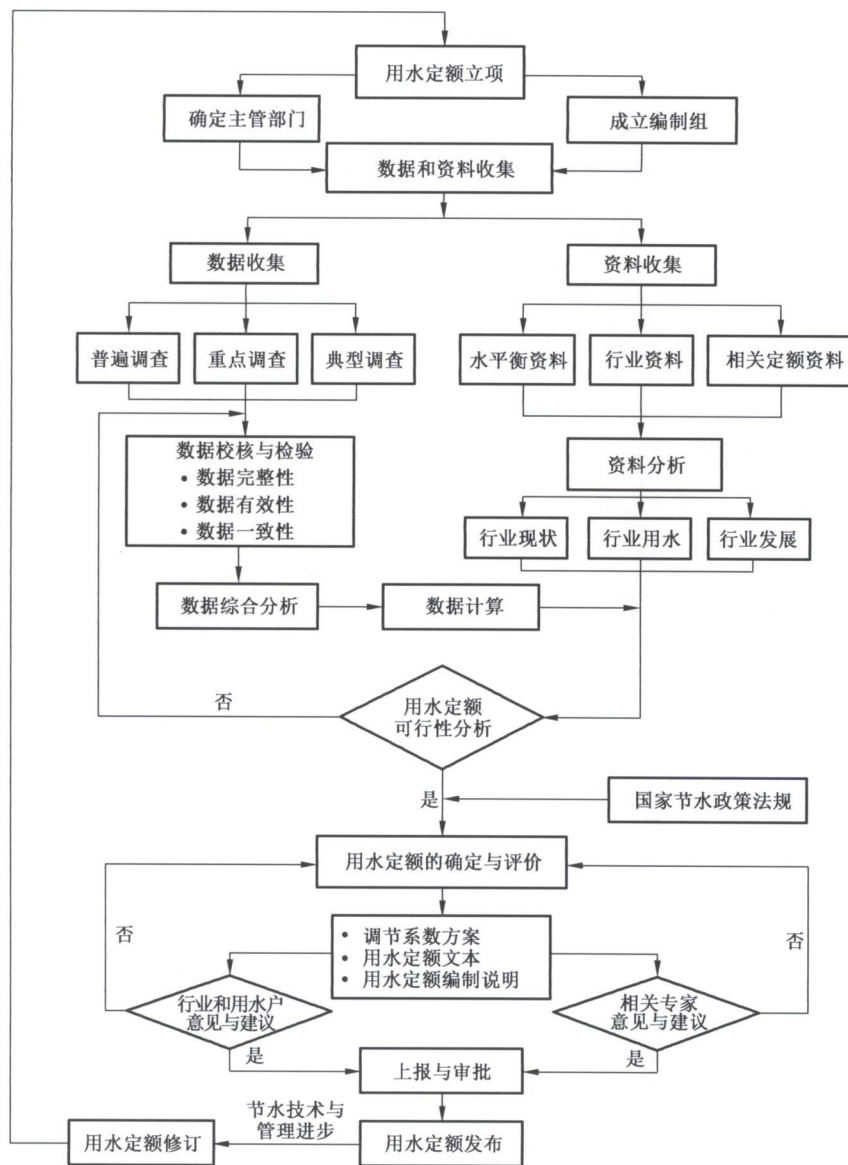 用水定额立项
确定主管部门
成立编制组
数据和资料收集
数据收集
资料收集
普遍调查
重点调查
典型调查
水平衡资料
行业资料
相关定额资料
数据校核与检验
• 数据完整性
• 数据有效性
• 数据一致性
资料分析
行业现状
行业用水
行业发展
数据综合分析
数据计算
否
用水定额
可行性分析
是
国家节水政策法规
用水定额的确定与评价
否
否
• 调节系数方案
• 用水定额文本
• 用水定额编制说明
行业和用水户
意见与建议
相关专家
意见与建议
是
是
上报与审批
节水技术与
管理进步
用水定额修订
用水定额发布